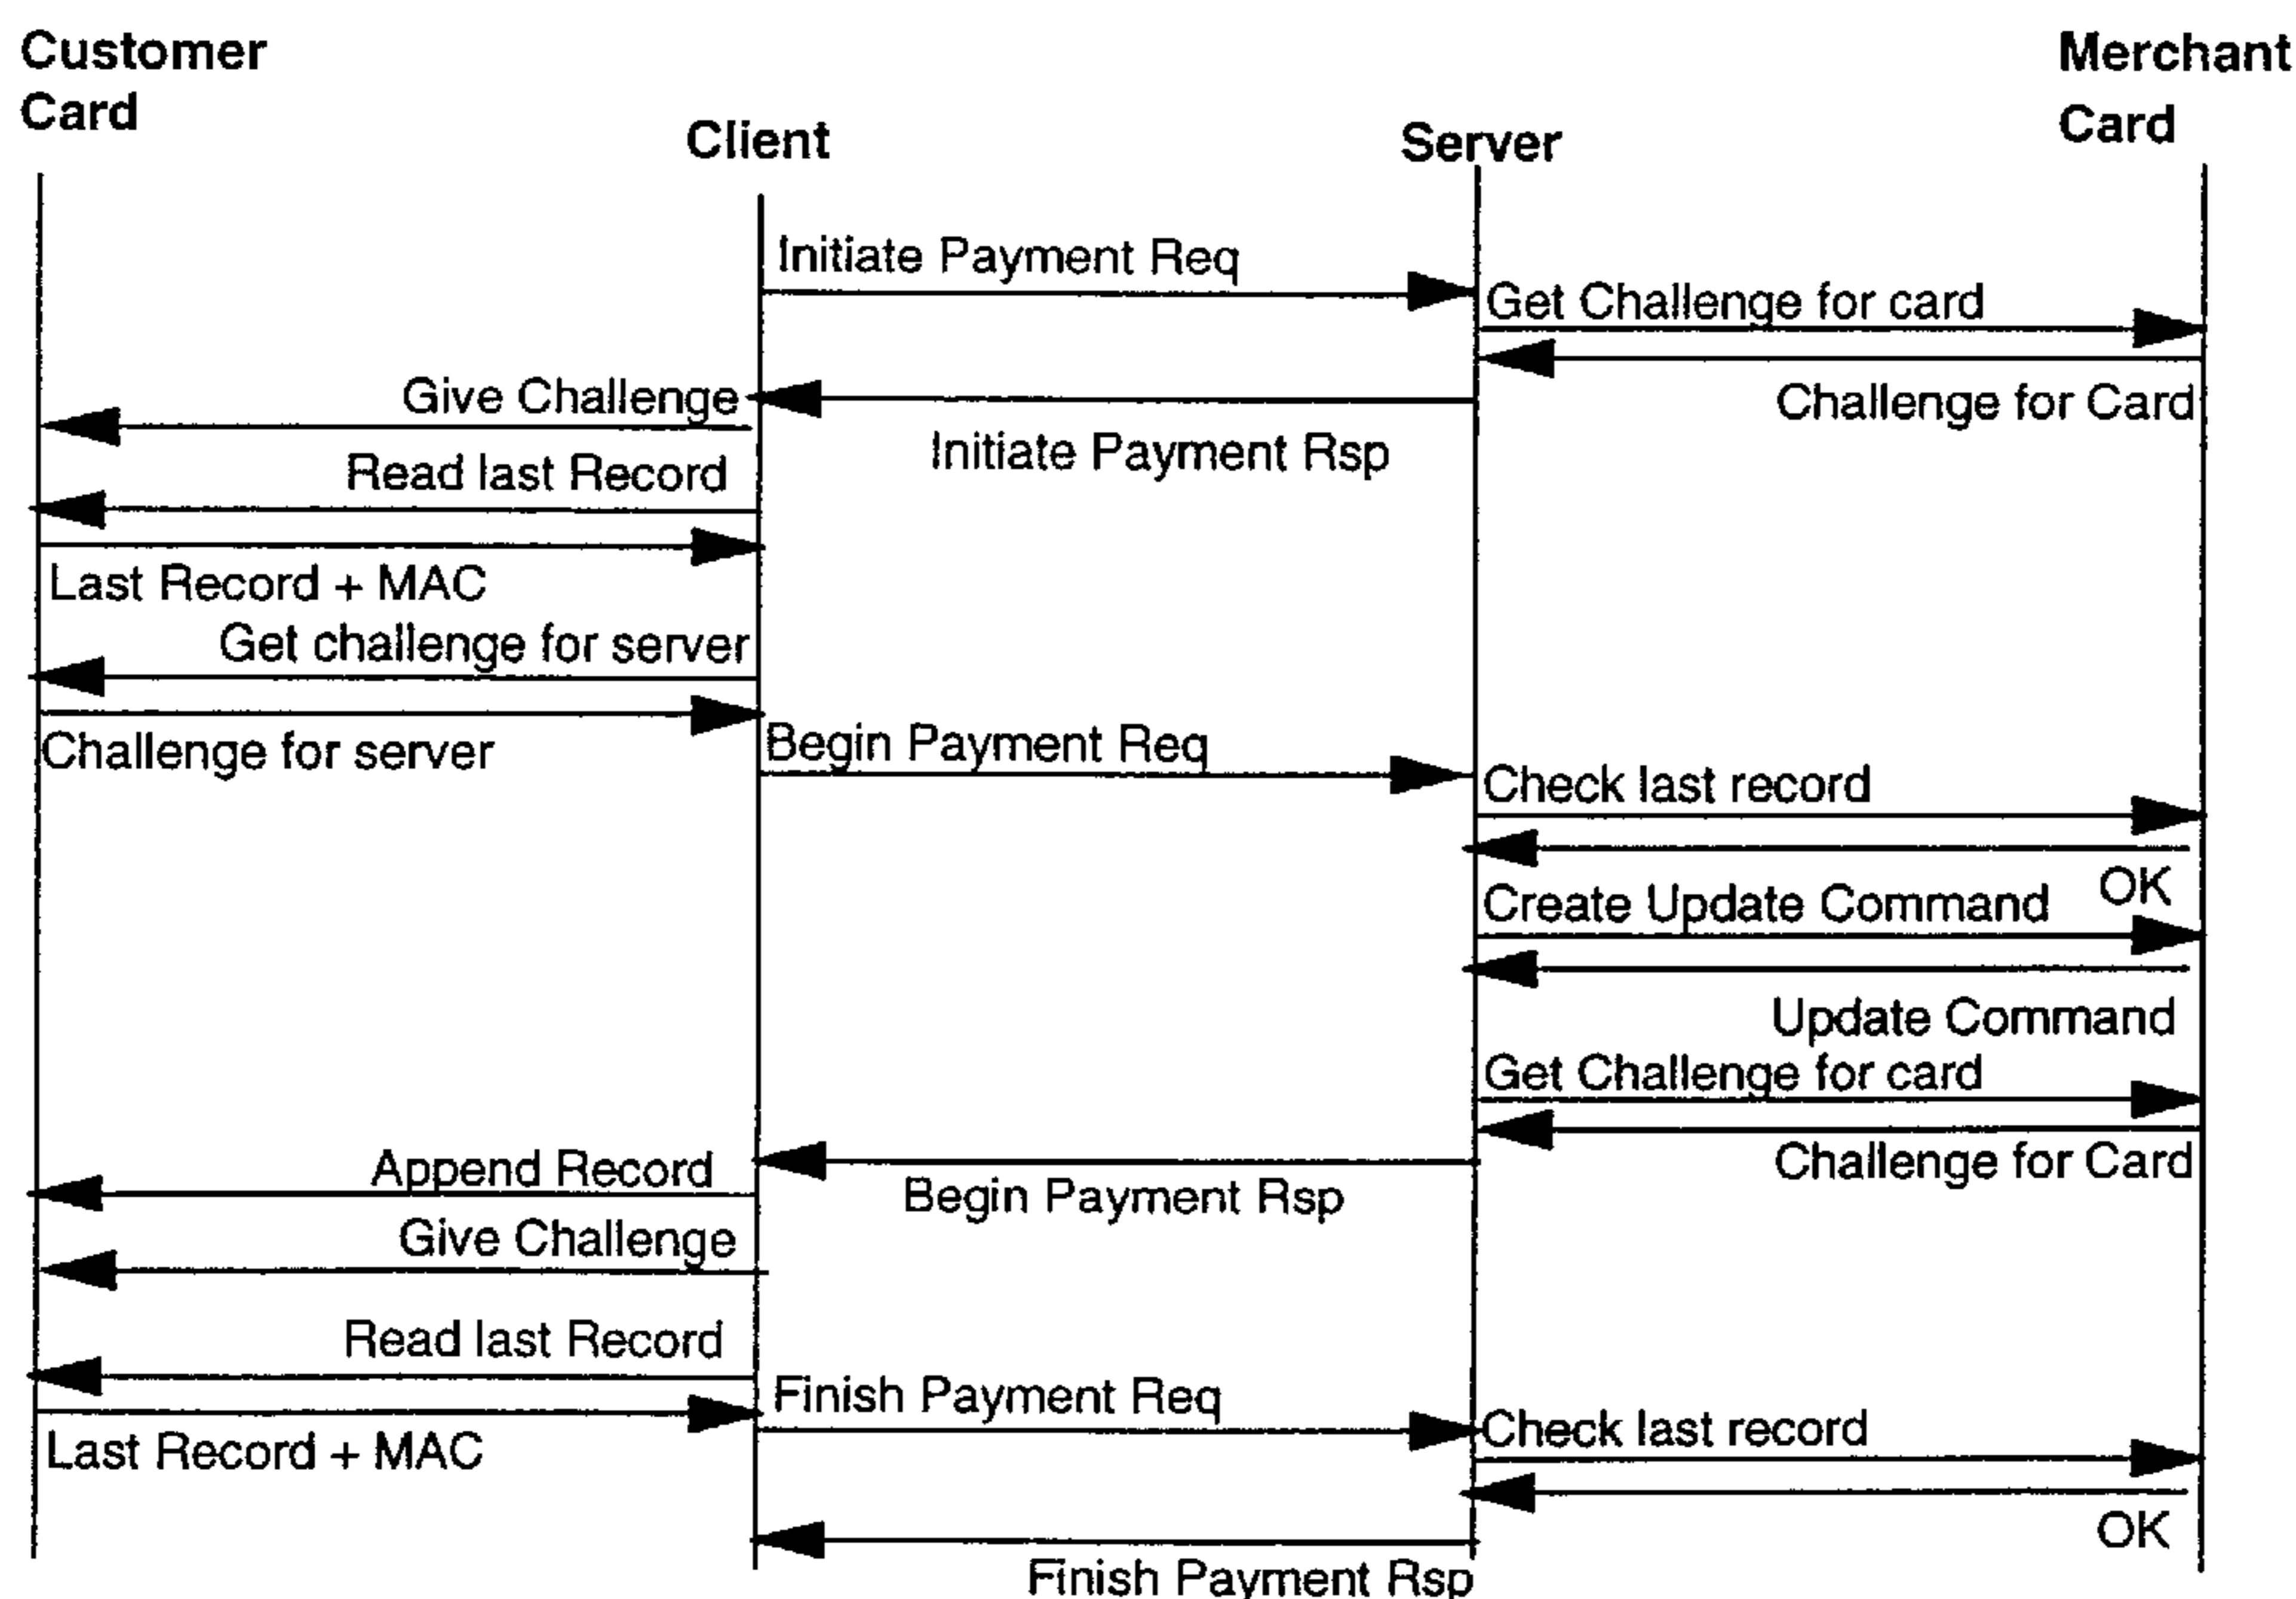 Customer
Card
Client
Server
Merchant
Card
Initiate Payment Req
Get Challenge for card
Challenge for Card
Give Challenge
Initiate Payment Rsp
Read last Record
Last Record + MAC
Get challenge for server
Challenge for server
Begin Payment Req
Check last record
OK
Create Update Command
Update Command
Get Challenge for card
Challenge for Card
Append Record
Begin Payment Rsp
Give Challenge
Read last Record
Finish Payment Req
Last Record + MAC
Check last record
OK
Finish Payment Rsp